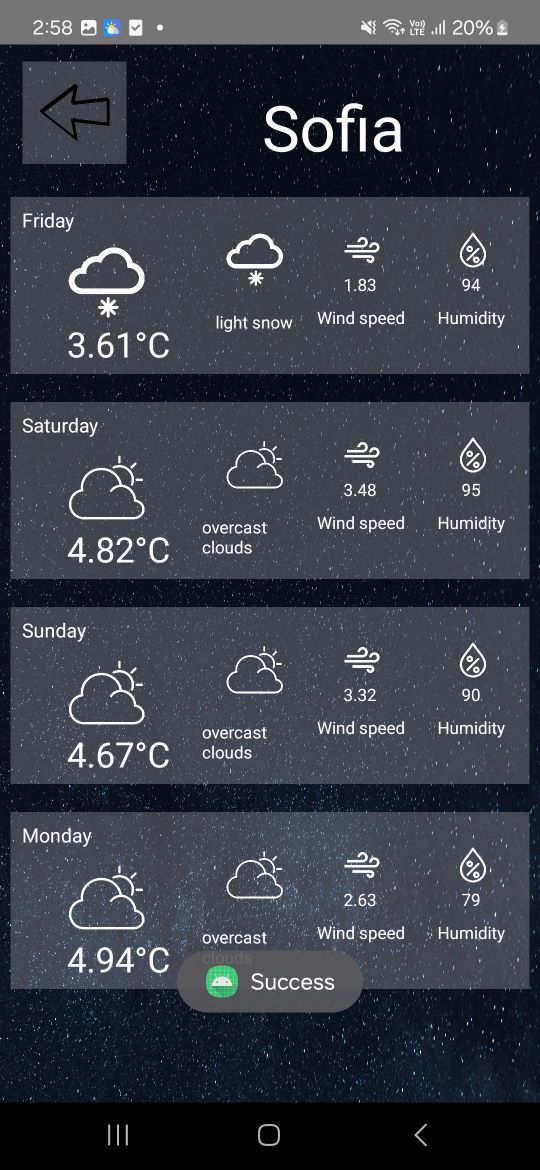 2:58
Vo))
LTE
20%
Sofia
Friday
3.61°C
light snow
1.83
Wind speed
94
Humidity
Saturday
4.82°C
overcast
clouds
3.48
Wind speed
95
Humidity
Sunday
4.67°C
overcast
clouds
3.32
Wind speed
90
Humidity
Monday
4.94°C
overcast
clouds
2.63
Wind speed
79
Humidity
Success